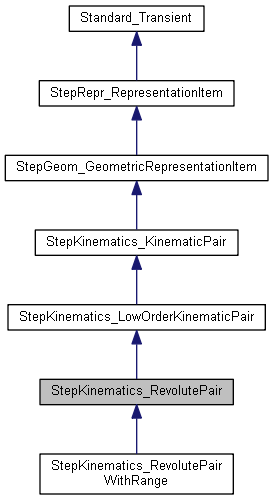 Standard_Transient
StepRepr_RepresentationItem
StepGeom_GeometricRepresentationItem
StepKinematics_KinematicPair
StepKinematics_LowOrderKinematicPair
StepKinematics_RevolutePair
StepKinematics_RevolutePair
WithRange